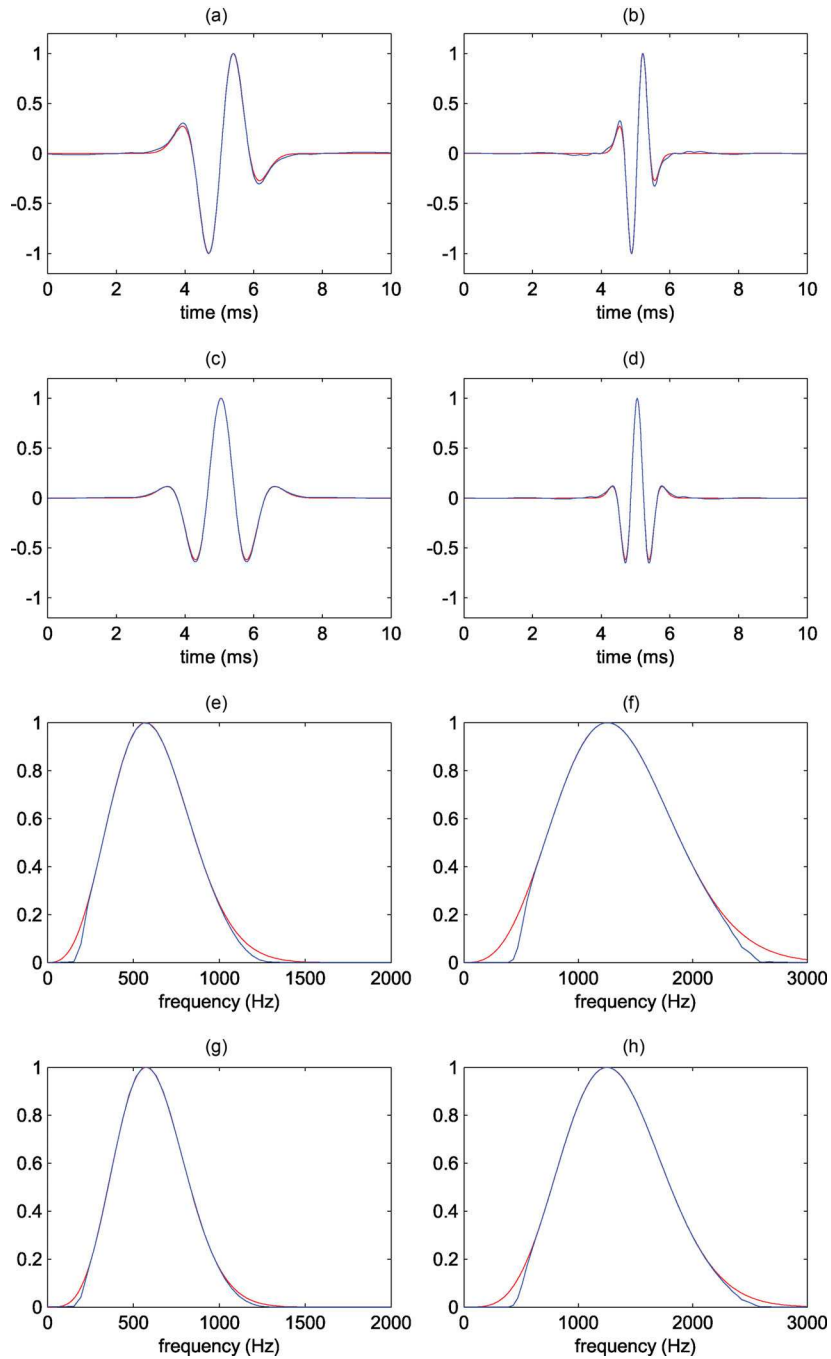 (a) (b)
1 1
0.5 0.5
0 0
-0.5 -0.5
-1 -1
0 2 4 6 8 10 0 2 4 6 8 10
time (ms) time (ms)
(c) (d)
1 1
0.5 0.5
0 0
-0.5 -0.5
-1 -1
0 2 4 6 8 10 0 2 4 6 8 10
time (ms) time (ms)
(e) (f)
1 1
0.8 0.8
0.6 0.6
0.4 0.4
0.2 0.2
0 0
0 500 1000 1500 2000 0 1000 2000 3000
frequency (Hz) frequency (Hz)
(g) (h)
1 1
0.8 0.8
0.6 0.6
0.4 0.4
0.2 0.2
0 0
0 500 1000 1500 2000 0 1000 2000 3000
frequency (Hz) frequency (Hz)